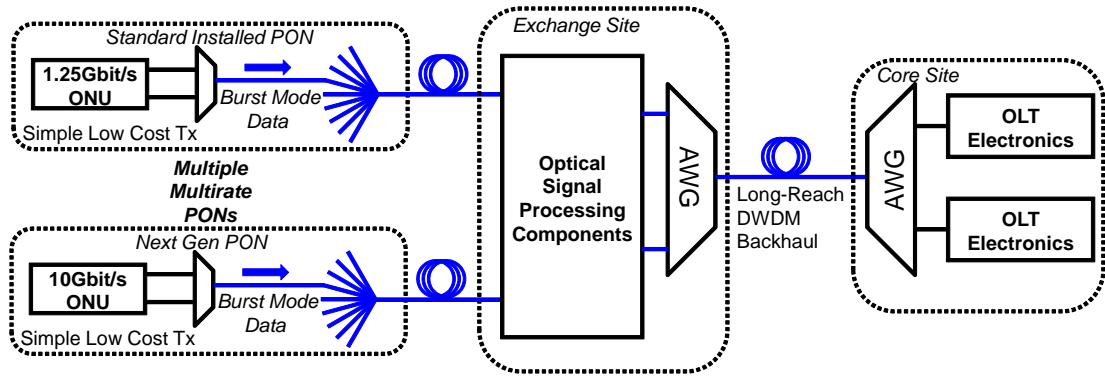 Standard Installed PON
1.25Gbit/s
ONU
Burst Mode
Data
Simple Low Cost Tx
Multiple
Multirate
PONs
Next Gen PON
10Gbit/s
ONU
Burst Mode
Data
Simple Low Cost Tx
Exchange Site
Optical
Signal
Processing
Components
AWG
Long-Reach
DWDM
Backhaul
Core Site
AWG
OLT
Electronics
OLT
Electronics